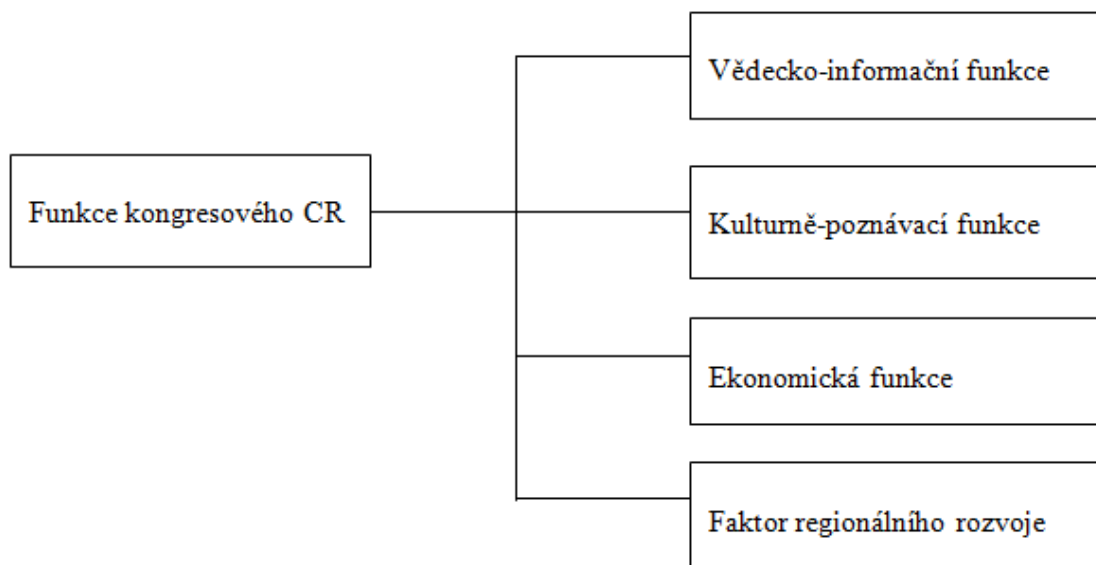 Vědecko-informační funkce
Funkce kongresového CR
Kulturně-poznávací funkce
Ekonomická funkce
Faktor regionálního rozvoje